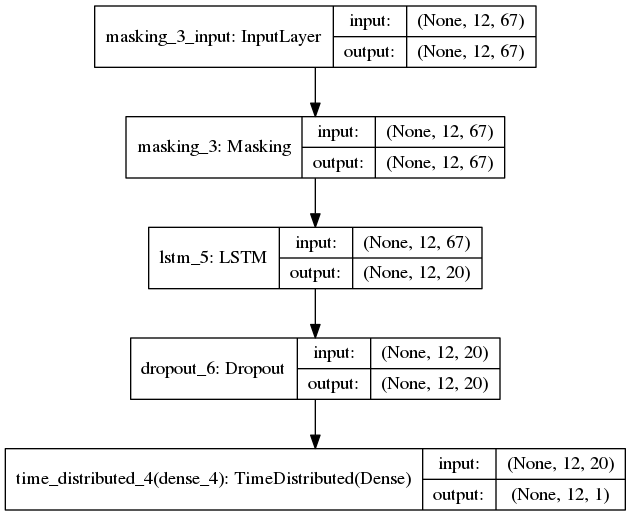 masking_3_input: InputLayer
input: (None, 12, 67)
output: (None, 12, 67)
masking_3: Masking
input: (None, 12, 67)
output: (None, 12, 67)
lstm_5: LSTM
input: (None, 12, 67)
output: (None, 12, 20)
dropout_6: Dropout
input: (None, 12, 20)
output: (None, 12, 20)
time_distributed_4(dense_4): TimeDistributed(Dense)
input: (None, 12, 20)
output: (None, 12, 1)